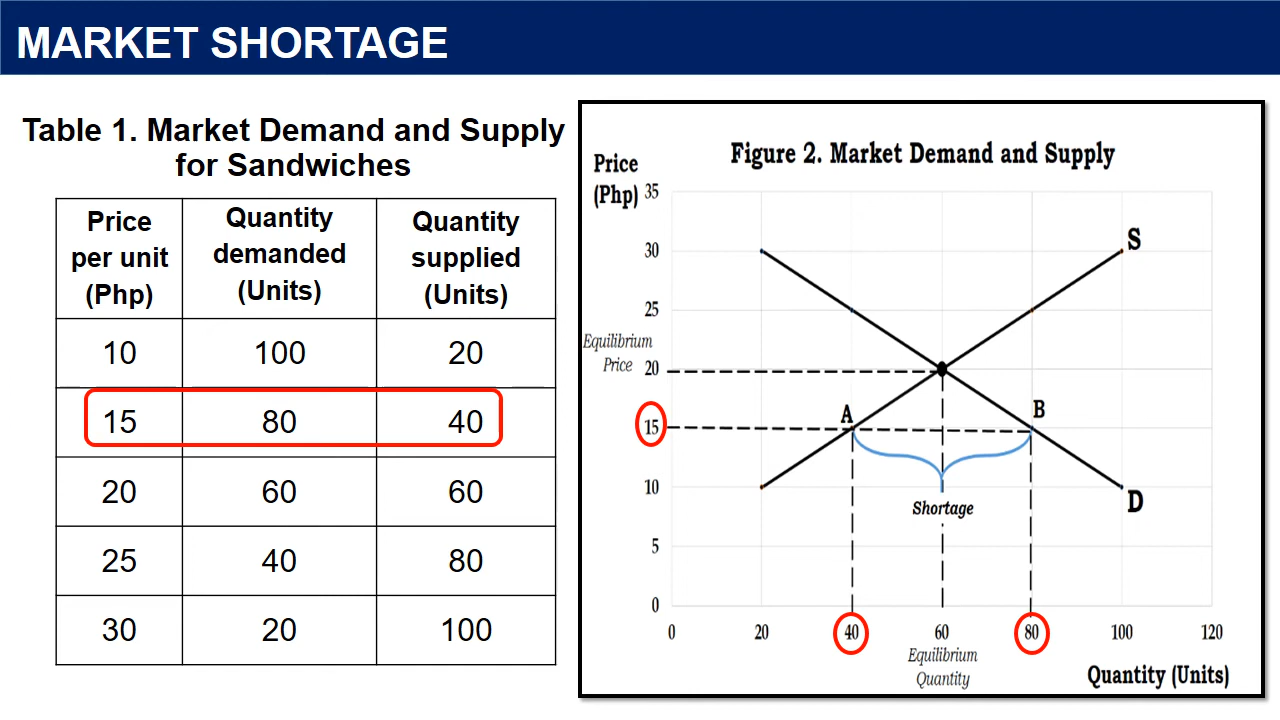 MARKET SHORTAGE
Table 1. Market Demand and Supply
for Sandwiches
Price
per unit
(Php)
Quantity
demanded
(Units)
Quantity
supplied
(Units)
10 100 20
15 80 40
20 60 60
25 40 80
30 20 100
Figure 2. Market Demand and Supply
Price
(Php)
35
30
25
Equilibrium
Price
20
15
10
5
0
S
A
B
D
Shortage
0 20 40 60 80 100 120
Equilibrium
Quantity
Quantity (Units)